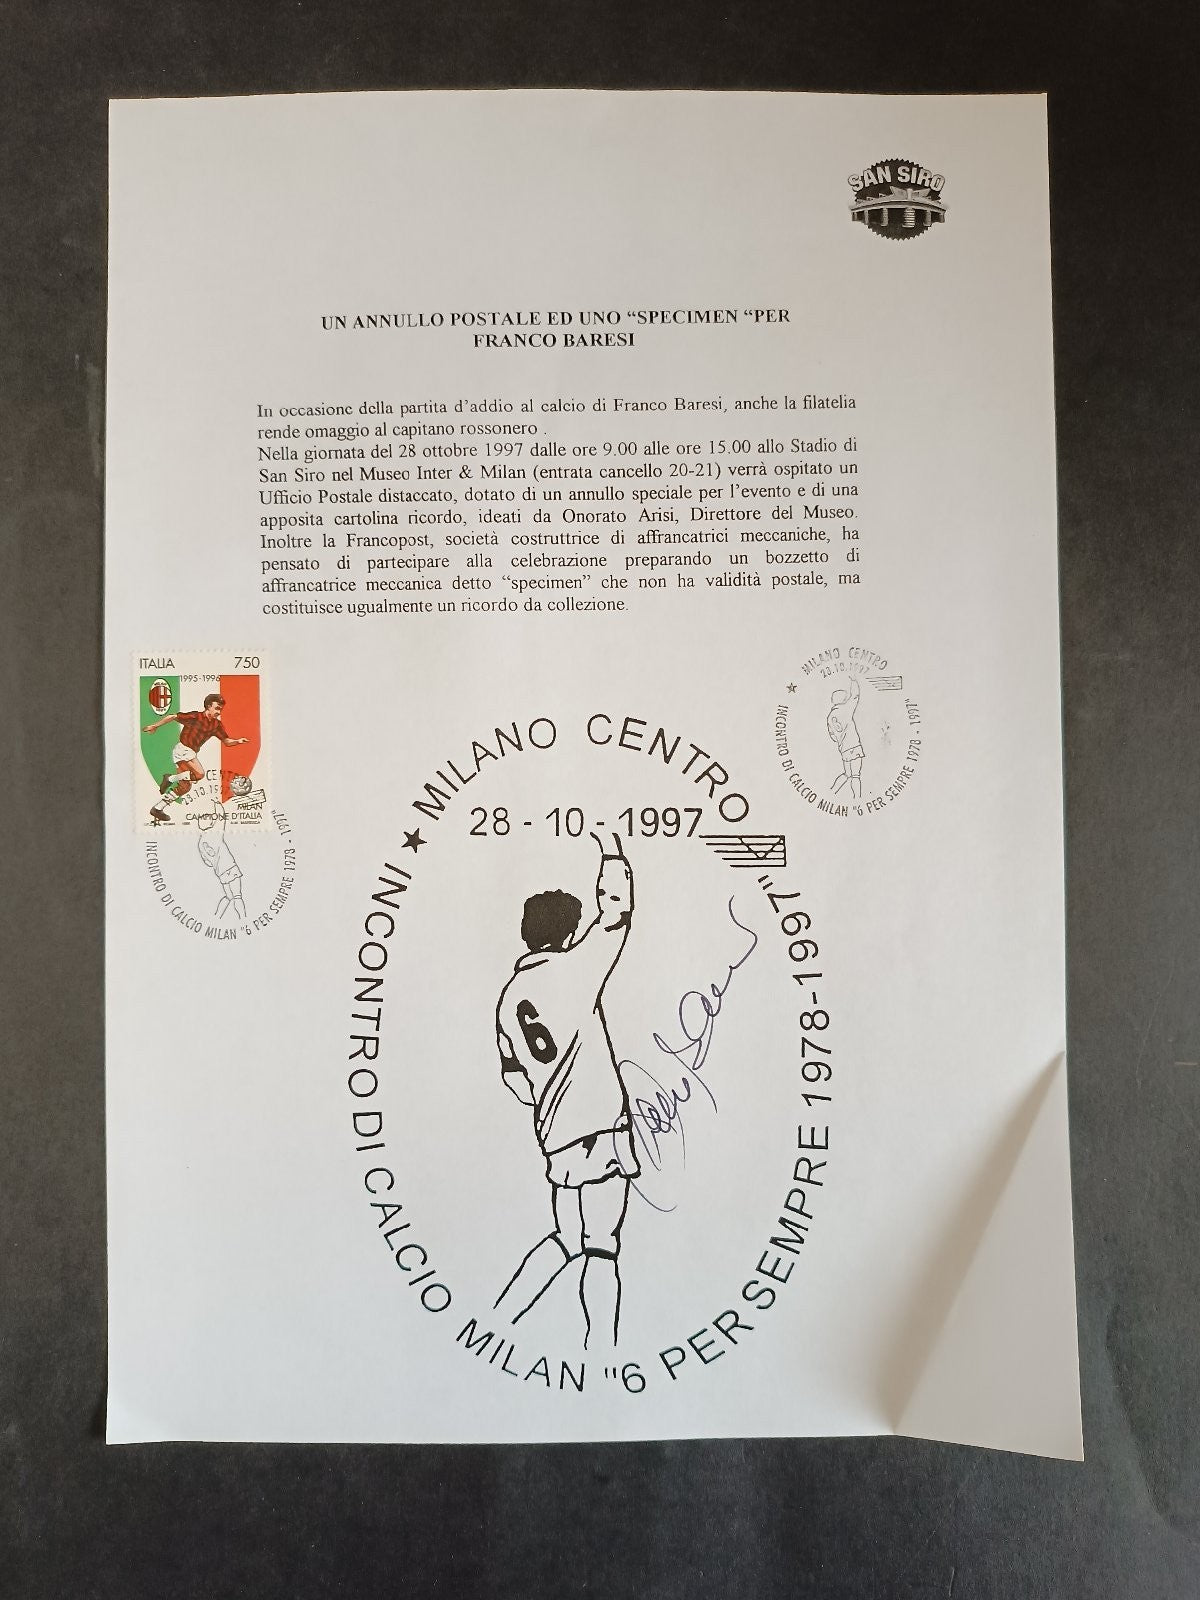 SAN SIRO
UN ANNULLO POSTALE ED UNO “SPECIMEN “PER
FRANCO BARESI
In occasione della partita d’addio al calcio di Franco Baresi, anche la filatelia
rende omaggio al capitano rossonero .
Nella giornata del 28 ottobre 1997 dalle ore 9.00 alle ore 15.00 allo Stadio di
San Siro nel Museo Inter & Milan (entrata cancello 20-21) verrà ospitato un
Ufficio Postale distaccato, dotato di un annullo speciale per l’evento e di una
apposita cartolina ricordo, ideati da Onorato Arisi, Direttore del Museo.
Inoltre la Francopost, società costruttrice di affrancatrici meccaniche, ha
pensato di partecipare alla celebrazione preparando un bozzetto di
affrancatrice meccanica detto “specimen” che non ha validità postale, ma
costituisce ugualmente un ricordo da collezione.
ITALIA 750
1995-1996
MILAN
CAMPIONE D'ITALIA
MILANO CENTRO
28.10.1997
INCONTRO DI CALCIO MILAN "6 PER SEMPRE 1978-1997"
MILANO CENTRO
28.10.1997
★ INCONTRO DI CALCIO MILAN "6 PER SEMPRE 1978-1997"
MILANO CENTRO
28-10-1997
★ INCONTRO DI CALCIO MILAN "6 PER SEMPRE 1978-1997"
6